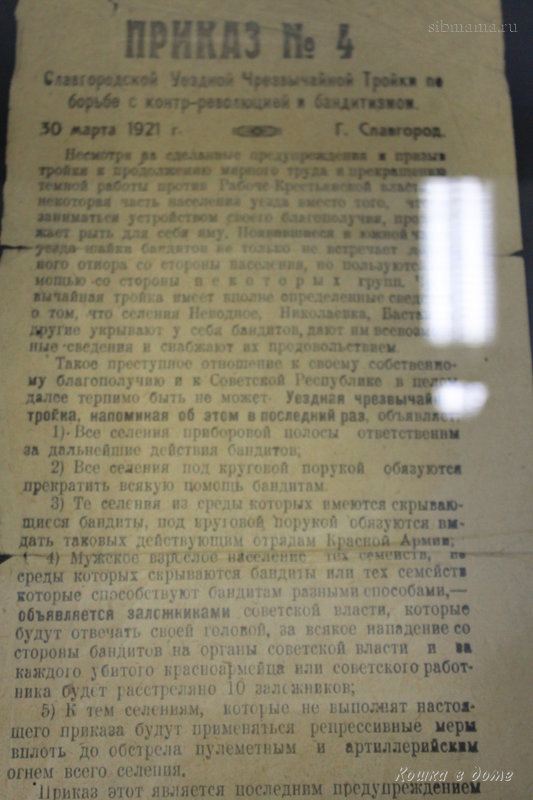 sibmama.ru
ПРИКАЗ № 4
Славгородской Уездной Чрезвычайной Тройки по
борьбе с контр-революцией и бандитизмом.
30 марта 1921 г. Г. Славгород.
Несмотря на сделанные предупреждения и призыв
тройки к продолжению мирного труда и прекращению
темной работы против Рабоче-Крестьянской власти
некоторая часть населения уезда вместо того,
заниматься устройством своего благополучия,
жает рыть для себя яму. Появившиеся в южной
уезда шайки бандитов не только не встречает
ного отпора со стороны населения, но пользуются
мощью со стороны некоторых групп.
вычайная тройка имеет вполне определенные
о том, что селения Неводное, Николаевка,
другие укрывают у себя бандитов, дают им
ные сведения и снабжают их продовольствием.
Такое преступное отношение к своему собственно-
му благополучию и к Советской Республике в целом
далее терпимо быть не может. Уездная
тройка, напоминая об этом в последний раз, объявляет:
1) Все селения приборовой полосы ответственны
за дальнейшие действия бандитов;
2) Все селения под круговой порукой обязуются
прекратить всякую помощь бандитам.
3) Те селения из среды которых имеются скрываю-
щиеся бандиты, под круговой порукой обязуются вы-
дать таковых действующим отрядам Красной Армии;
4) Мужское взрослое население тех семейств, из
среды которых скрываются бандиты или тех семейств
которые способствуют бандитам разными способами,—
объявляется заложниками советской власти, которые
будут отвечать своей головой, за всякое нападение со
стороны бандитов на органы советской власти и за
каждого убитого красноармейца или советского работ-
ника будет расстреляно 10 заложников;
5) К тем селениям, которые не выполнят настоя-
щего приказа будут применяться репрессивные меры
вплоть до обстрела пулеметным и артиллерийским
огнем всего селения.
Приказ этот является последним предупреждением
Кошка в доме